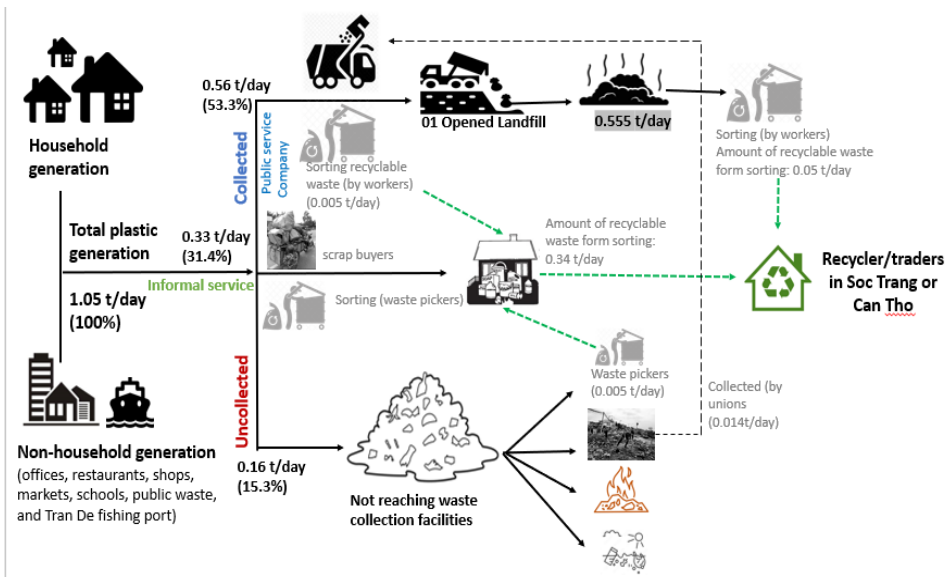 Household
generation
Total plastic
generation
1.05 t/day
(100%)
Non-household generation
(offices, restaurants, shops,
markets, schools, public waste,
and Tran De fishing port)
0.56 t/day
(53.3%)
Collected
Public service
Company
0.33 t/day
(31.4%)
Informal service
Uncollected
0.16 t/day
(15.3%)
01 Opened Landfill
0.555 t/day
Sorting (by workers)
Amount of recyclable waste
form sorting: 0.05 t/day
Sorting recyclable
waste (by workers)
(0.005 t/day)
scrap buyers
Sorting (waste pickers)
Amount of recyclable
waste form sorting:
0.34 t/day
Recycler/traders
in Soc Trang or
Can Tho
Waste pickers
(0.005 t/day)
Collected (by
unions
(0.014t/day)
Not reaching waste
collection facilities